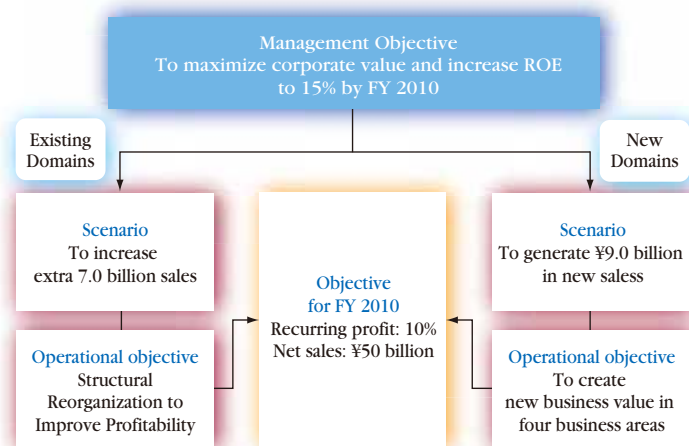 Management Objective
To maximize corporate value and increase ROE
to 15% by FY 2010
Existing
Domains
New
Domains
Scenario
To increase
extra 7.0 billion sales
Objective
for FY 2010
Recurring profit: 10%
Net sales: ¥50 billion
Scenario
To generate ¥9.0 billion
in new saless
Operational objective
Structural
Reorganization to
Improve Profitability
Operational objective
To create
new business value in
four business areas